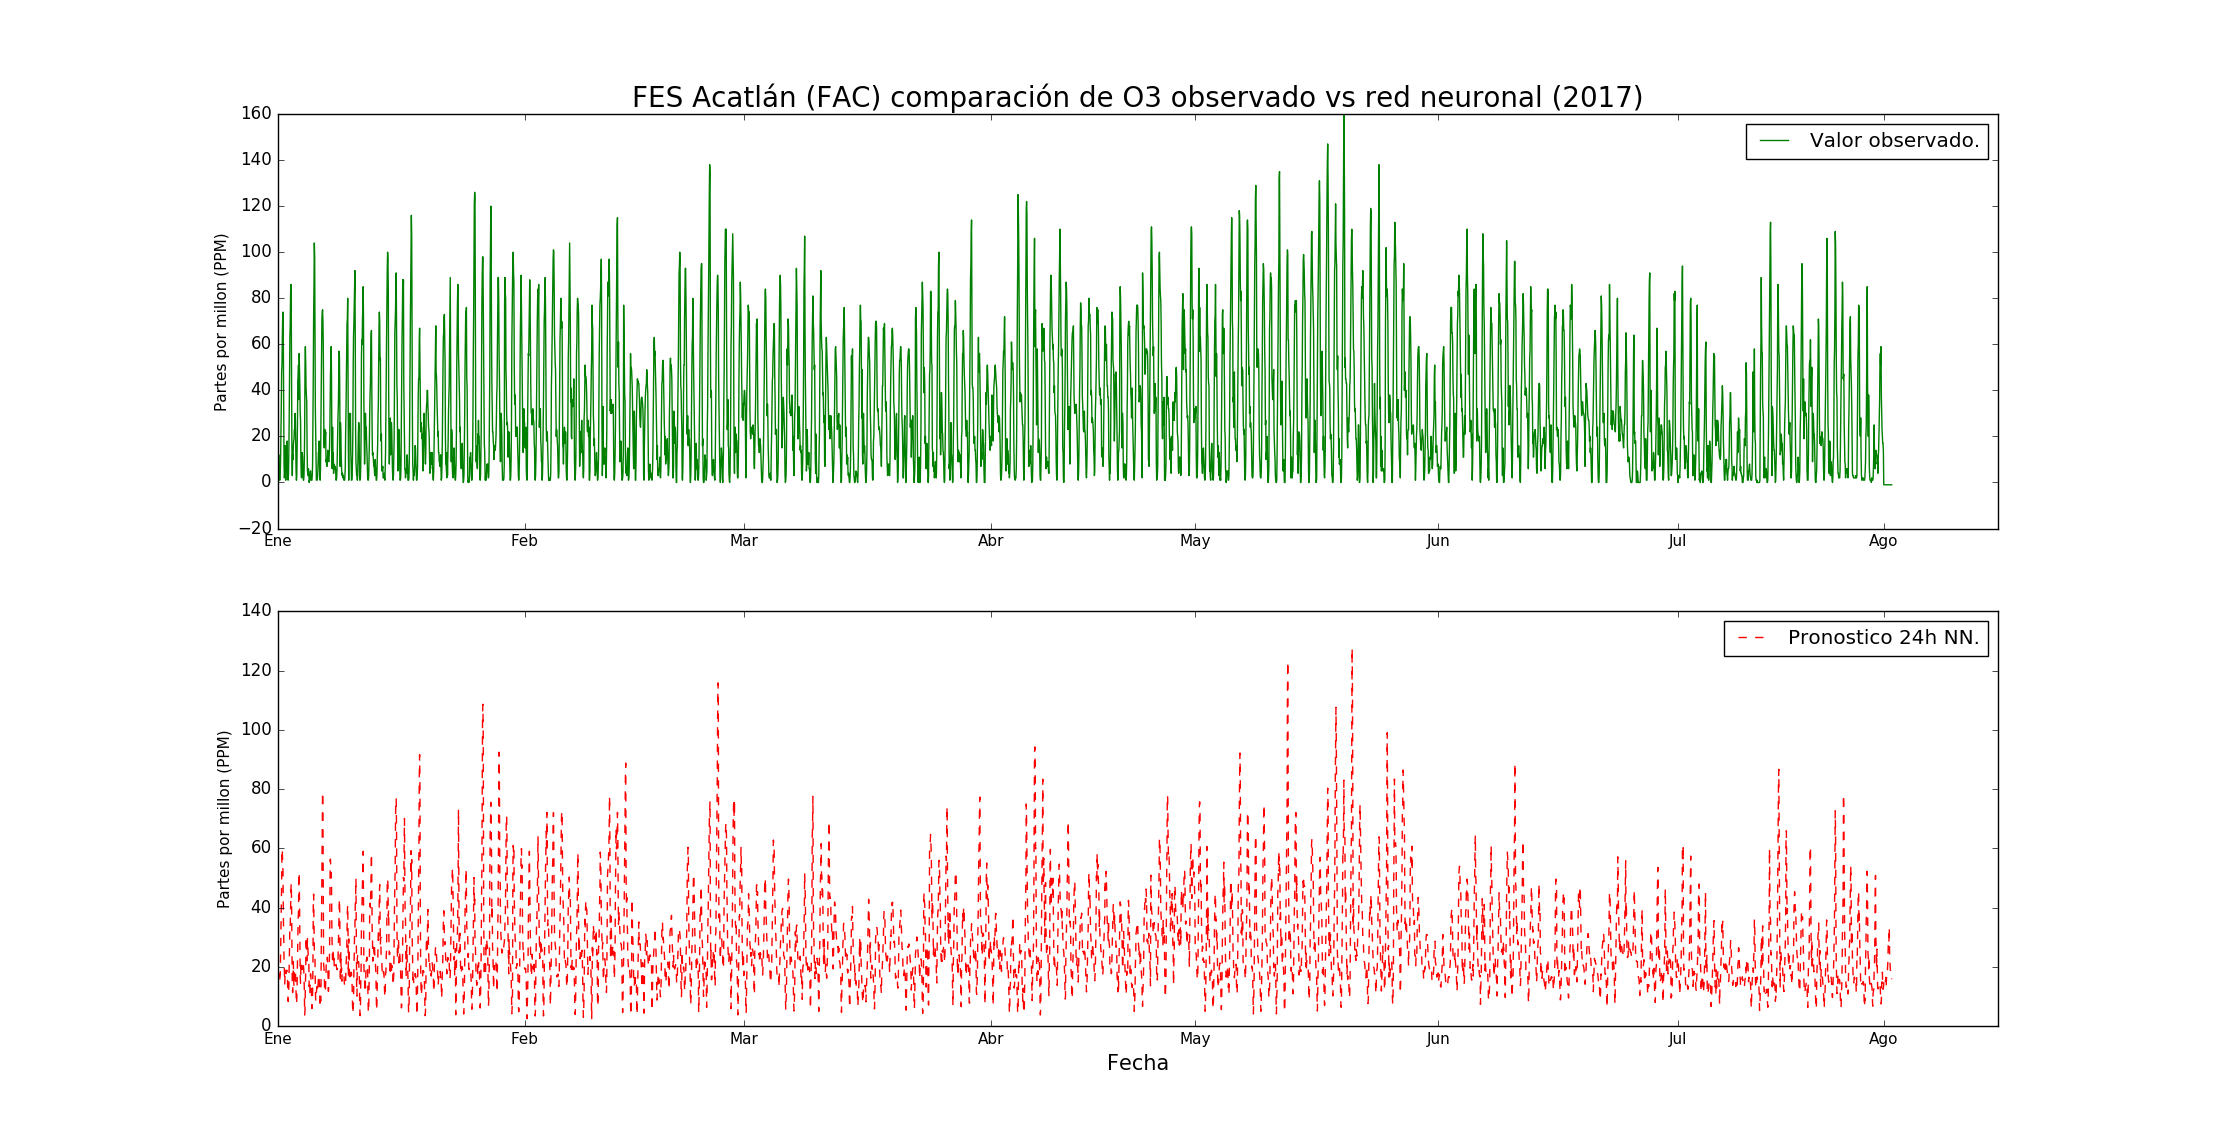 FES Acatlán (FAC) comparación de O3 observado vs red neuronal (2017)
160
140
120
100
80
60
40
20
0
−20
Partes por millon (PPM)
Valor observado.
Ene Feb Mar Abr May Jun Jul Ago
140
120
100
80
60
40
20
0
Partes por millon (PPM)
Pronostico 24h NN.
Ene Feb Mar Abr May Jun Jul Ago
Fecha